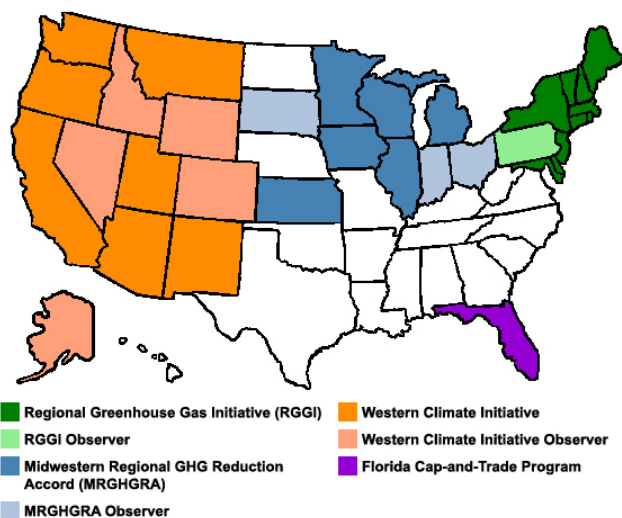 Regional Greenhouse Gas Initiative (RGGI)
RGGI Observer
Midwestern Regional GHG Reduction
Accord (MRGHGRA)
MRGHGRA Observer
Western Climate Initiative
Western Climate Initiative Observer
Florida Cap-and-Trade Program